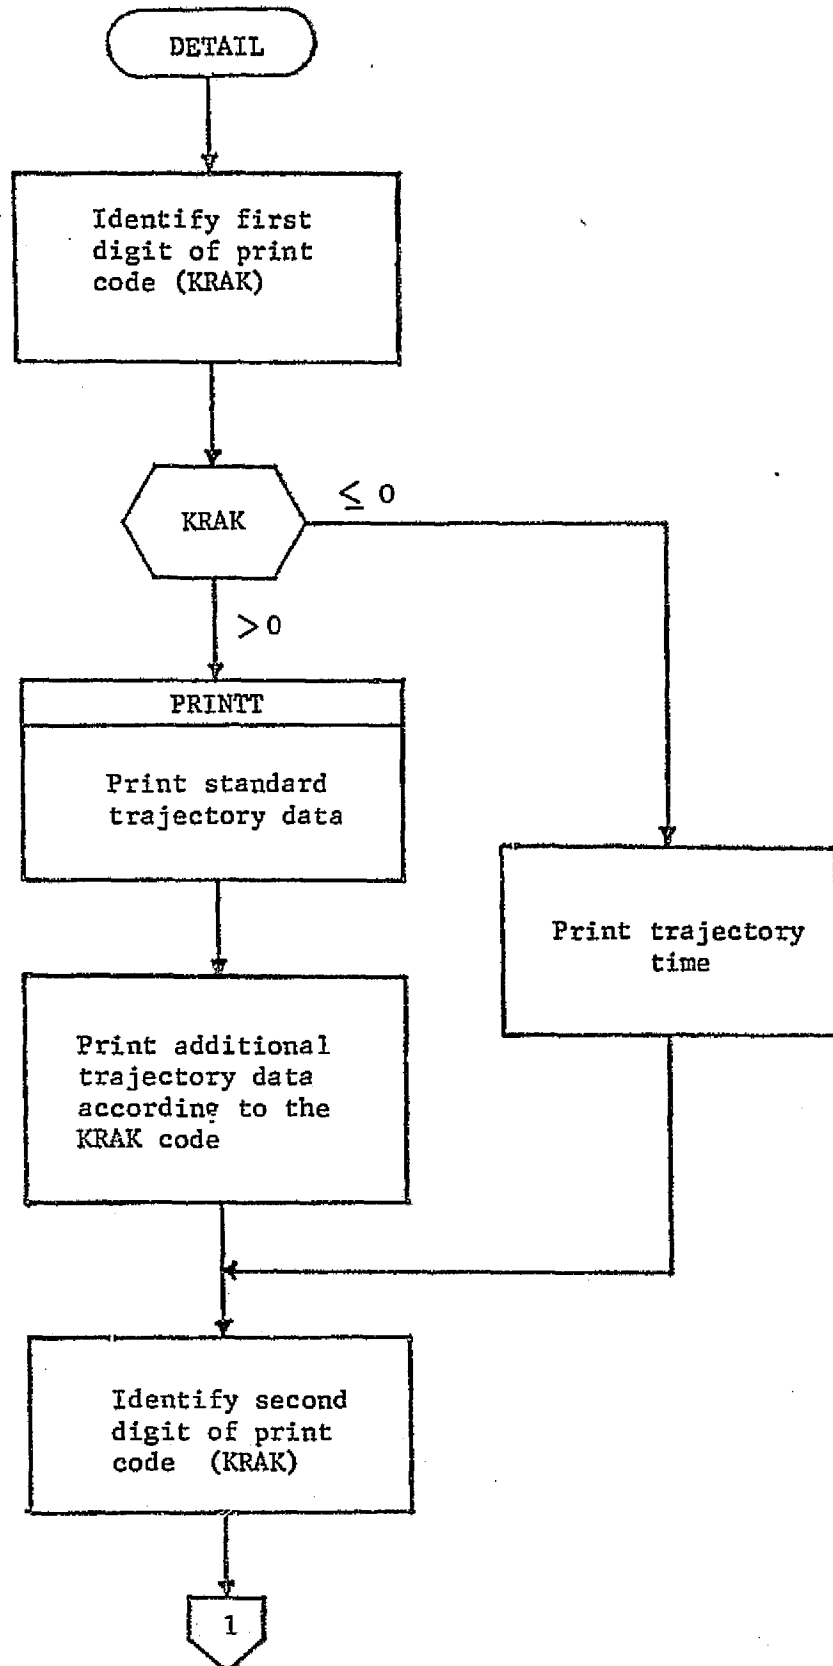 DETAIL
Identify first
digit of print
code (KRAK)
KRAK
≤ 0
> 0
PRINTT
Print standard
trajectory data
Print trajectory
time
Print additional
trajectory data
according to the
KRAK code
Identify second
digit of print
code (KRAK)
1